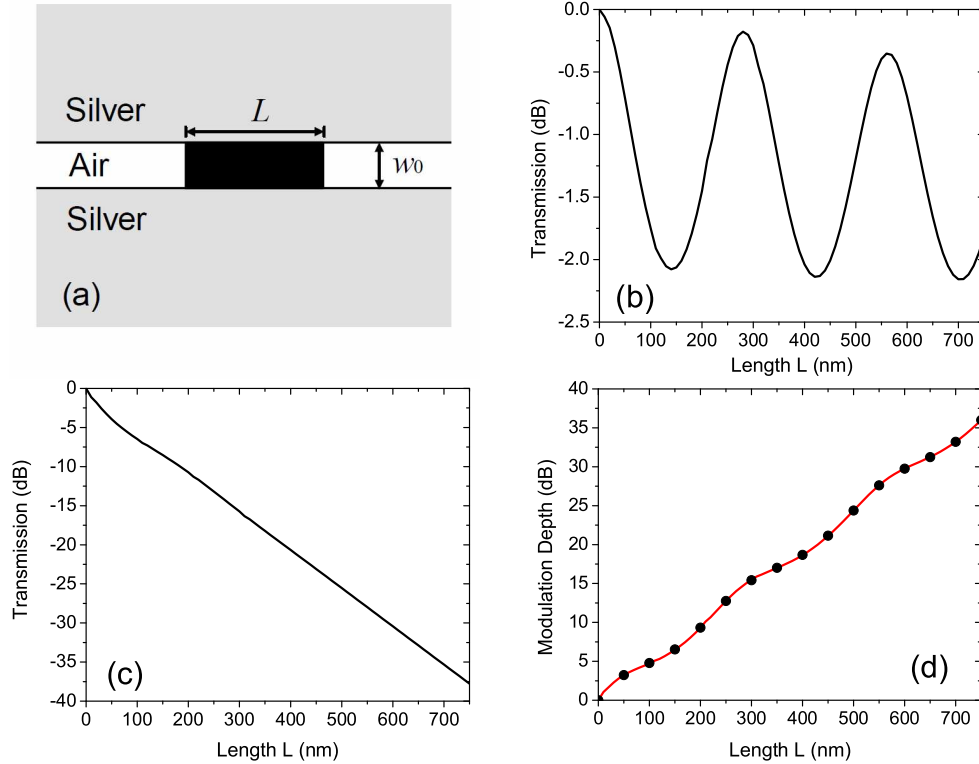 Silver
L
Air
w0
Silver
(a)
0.0
-0.5
-1.0
-1.5
-2.0
-2.5
Transmission (dB)
0 100 200 300 400 500 600 700
Length L (nm)
(b)
0
-5
-10
-15
-20
-25
-30
-35
-40
Transmission (dB)
0 100 200 300 400 500 600 700
Length L (nm)
(c)
40
35
30
25
20
15
10
5
0
Modulation Depth (dB)
0 100 200 300 400 500 600 700
Length L (nm)
(d)